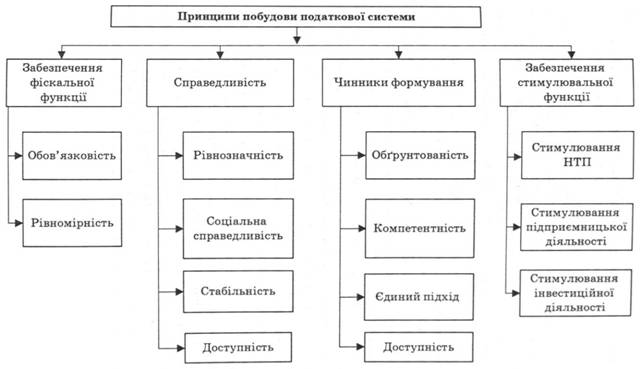 Принципи побудови податкової системи
Забезпечення
фіскальної
функції
Справедливість
Чинники формування
Забезпечення
стимулювальної
функції
Обов’язковість
Рівнозначність
Обґрунтованість
Стимулювання
НТП
Рівномірність
Соціальна
справедливість
Компетентність
Стимулювання
підприємницької
діяльності
Стабільність
Єдиний підхід
Стимулювання
інвестиційної
діяльності
Доступність
Доступність